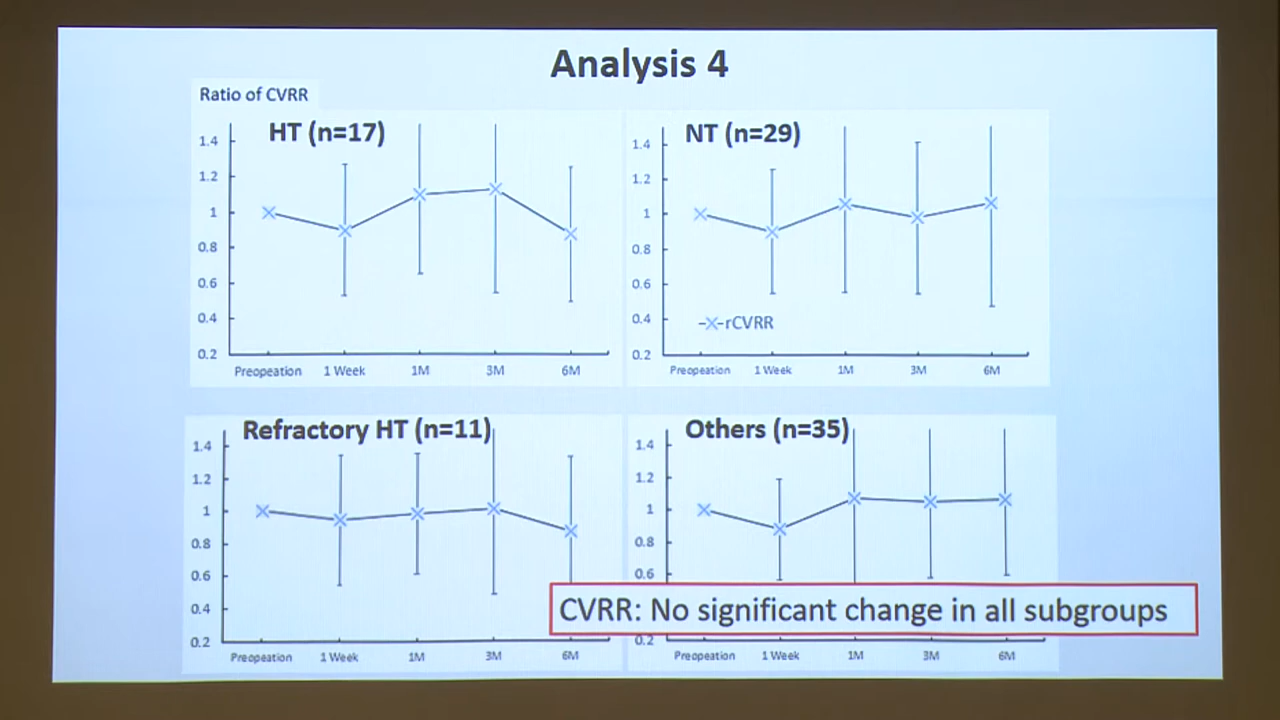 Analysis 4
Ratio of CVRR
HT (n=17)
1.4
1.2
1
0.8
0.6
0.4
0.2
Preopeation 1 Week 1M 3M 6M
NT (n=29)
1.4
1.2
1
0.8
0.6
0.4
0.2
rCVRR
Preopeation 1 Week 1M 3M 6M
Refractory HT (n=11)
1.4
1.2
1
0.8
0.6
0.4
0.2
Preopeation 1 Week 1M 3M 6M
Others (n=35)
1.4
1.2
1
0.8
0.6
0.2
Preopeation 1 Week 1M 3M 6M
CVRR: No significant change in all subgroups